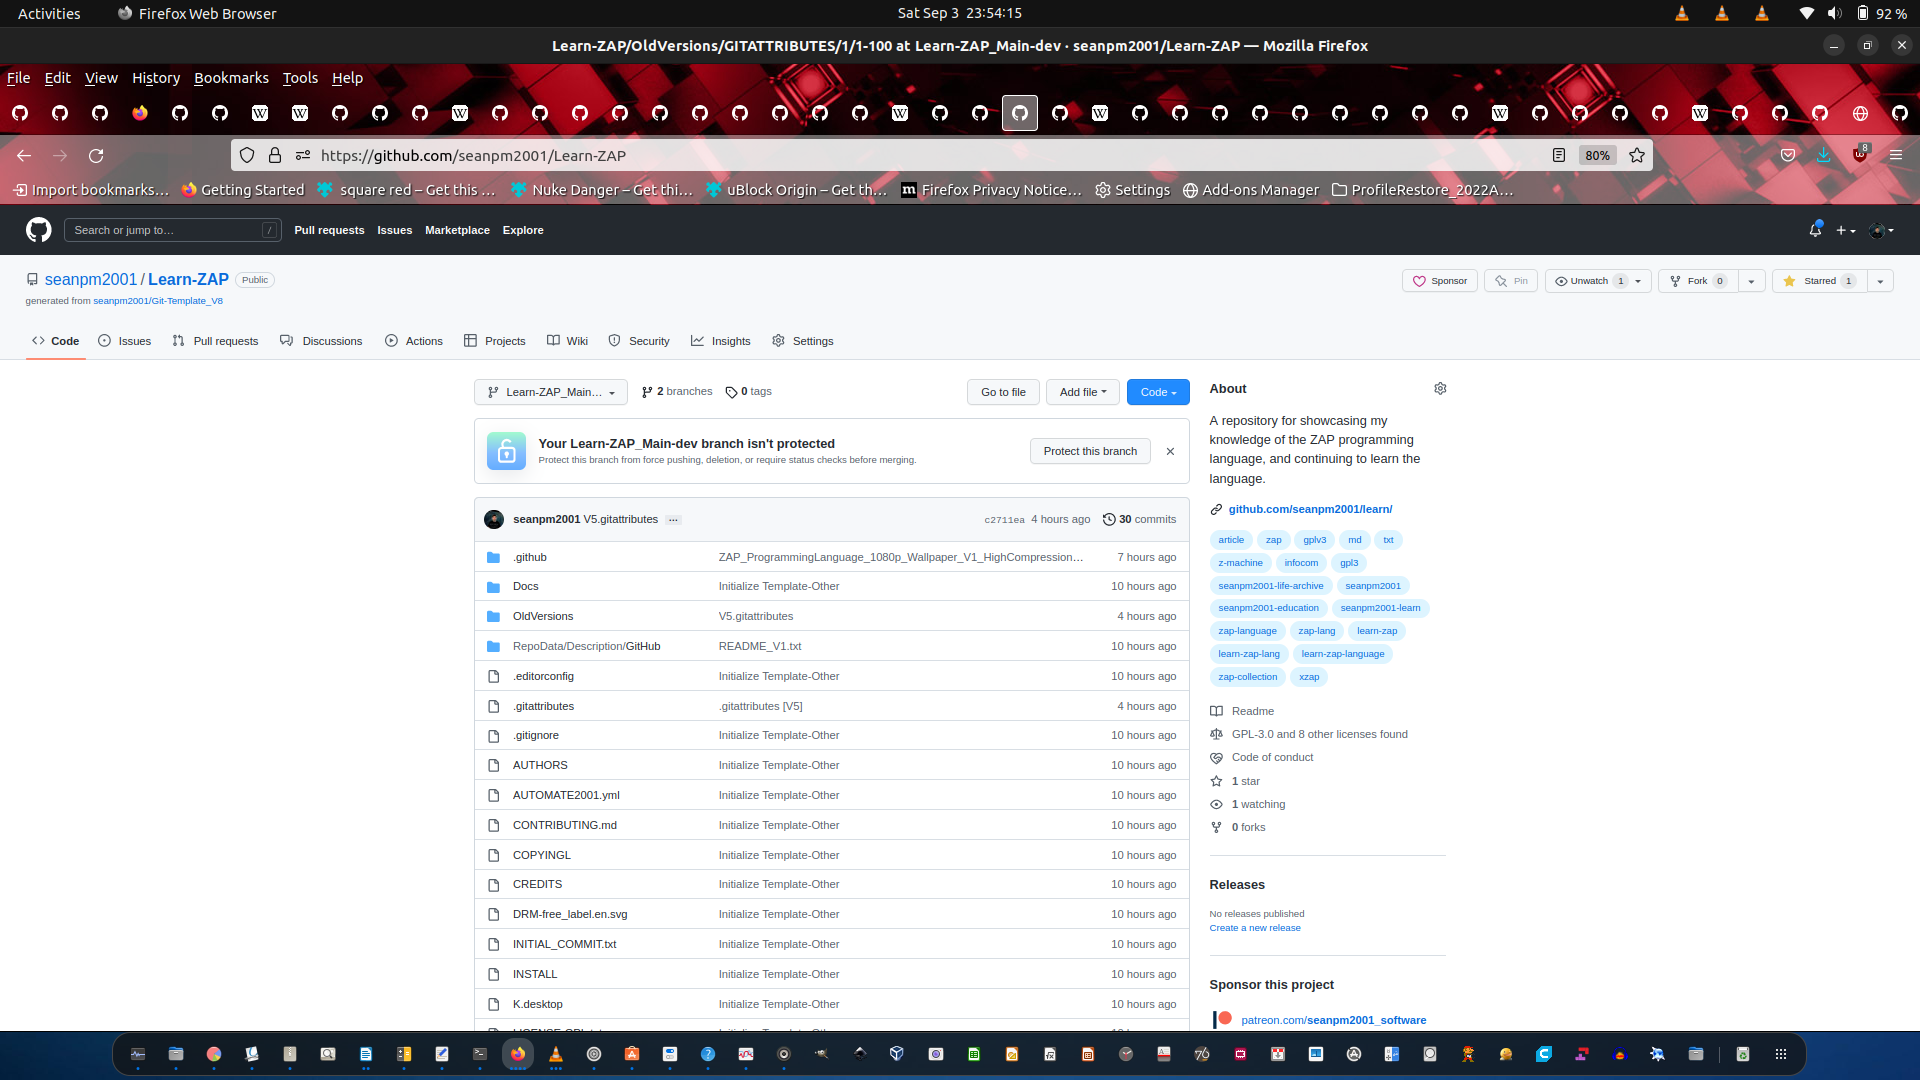 Activities
Firefox Web Browser
Sat Sep 3 23:54:15
92 %
Learn-ZAP/OldVersions/GITATTRIBUTES/1/1-100 at Learn-ZAP_Main-dev · seanpm2001/Learn-ZAP — Mozilla Firefox
File Edit View History Bookmarks Tools Help
https://github.com/seanpm2001/Learn-ZAP
80%
8
Import bookmarks…
Getting Started
square red – Get this …
Nuke Danger – Get thi…
uBlock Origin – Get th…
Firefox Privacy Notice…
Settings
Add-ons Manager
ProfileRestore_2022A…
Search or jump to…
/
Pull requests
Issues
Marketplace
Explore
seanpm2001 / Learn-ZAP
Public
generated from seanpm2001/Git-Template_V8
Sponsor
Pin
Unwatch 1
Fork 0
Starred 1
Code
Issues
Pull requests
Discussions
Actions
Projects
Wiki
Security
Insights
Settings
Learn-ZAP_Main…
2 branches
0 tags
Go to file
Add file
Code
Your Learn-ZAP_Main-dev branch isn't protected
Protect this branch from force pushing, deletion, or require status checks before merging.
Protect this branch
seanpm2001 V5.gitattributes …
c2711ea 4 hours ago
30 commits
.github ZAP_ProgrammingLanguage_1080p_Wallpaper_V1_HighCompression… 7 hours ago
Docs Initialize Template-Other 10 hours ago
OldVersions V5.gitattributes 4 hours ago
RepoData/Description/GitHub README_V1.txt 10 hours ago
.editorconfig Initialize Template-Other 10 hours ago
.gitattributes .gitattributes [V5] 4 hours ago
.gitignore Initialize Template-Other 10 hours ago
AUTHORS Initialize Template-Other 10 hours ago
AUTOMATE2001.yml Initialize Template-Other 10 hours ago
CONTRIBUTING.md Initialize Template-Other 10 hours ago
COPYINGL Initialize Template-Other 10 hours ago
CREDITS Initialize Template-Other 10 hours ago
DRM-free_label.en.svg Initialize Template-Other 10 hours ago
INITIAL_COMMIT.txt Initialize Template-Other 10 hours ago
INSTALL Initialize Template-Other 10 hours ago
K.desktop Initialize Template-Other 10 hours ago
About
A repository for showcasing my
knowledge of the ZAP programming
language, and continuing to learn the
language.
github.com/seanpm2001/learn/
article zap gplv3 md txt
z-machine infocom gpl3
seanpm2001-life-archive seanpm2001
seanpm2001-education seanpm2001-learn
zap-language zap-lang learn-zap
learn-zap-lang learn-zap-language
zap-collection xzap
Readme
GPL-3.0 and 8 other licenses found
Code of conduct
1 star
1 watching
0 forks
Releases
No releases published
Create a new release
Sponsor this project
patreon.com/seanpm2001_software